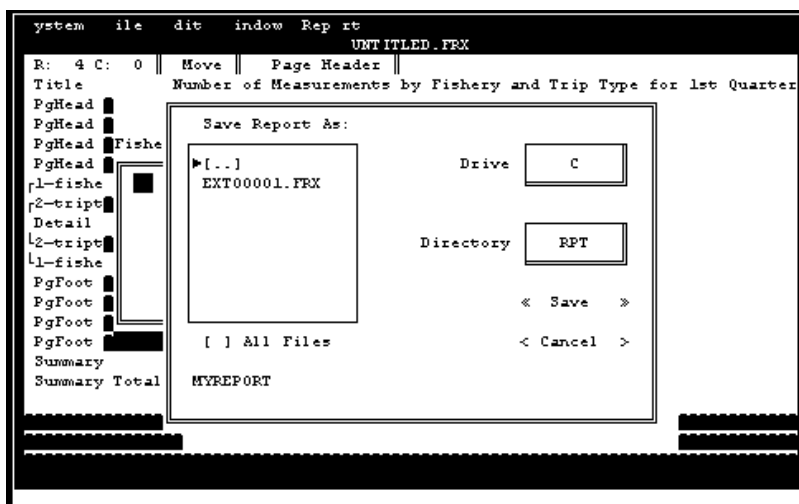 ystem ile dit indow Rep rt
UNTITLED.FRX
R: 4 C: 0 Move Page Header
Title Number of Measurements by Fishery and Trip Type for 1st Quarter
PgHead
PgHead Save Report As:
PgHead Fishe
PgHead [..] Drive C
1-fishe EXT00001.FRX
2-tript
Detail
2-tript Directory RPT
1-fishe
PgFoot
PgFoot « Save »
PgFoot
PgFoot [ ] All Files < Cancel >
Summary
Summary Total MYREPORT